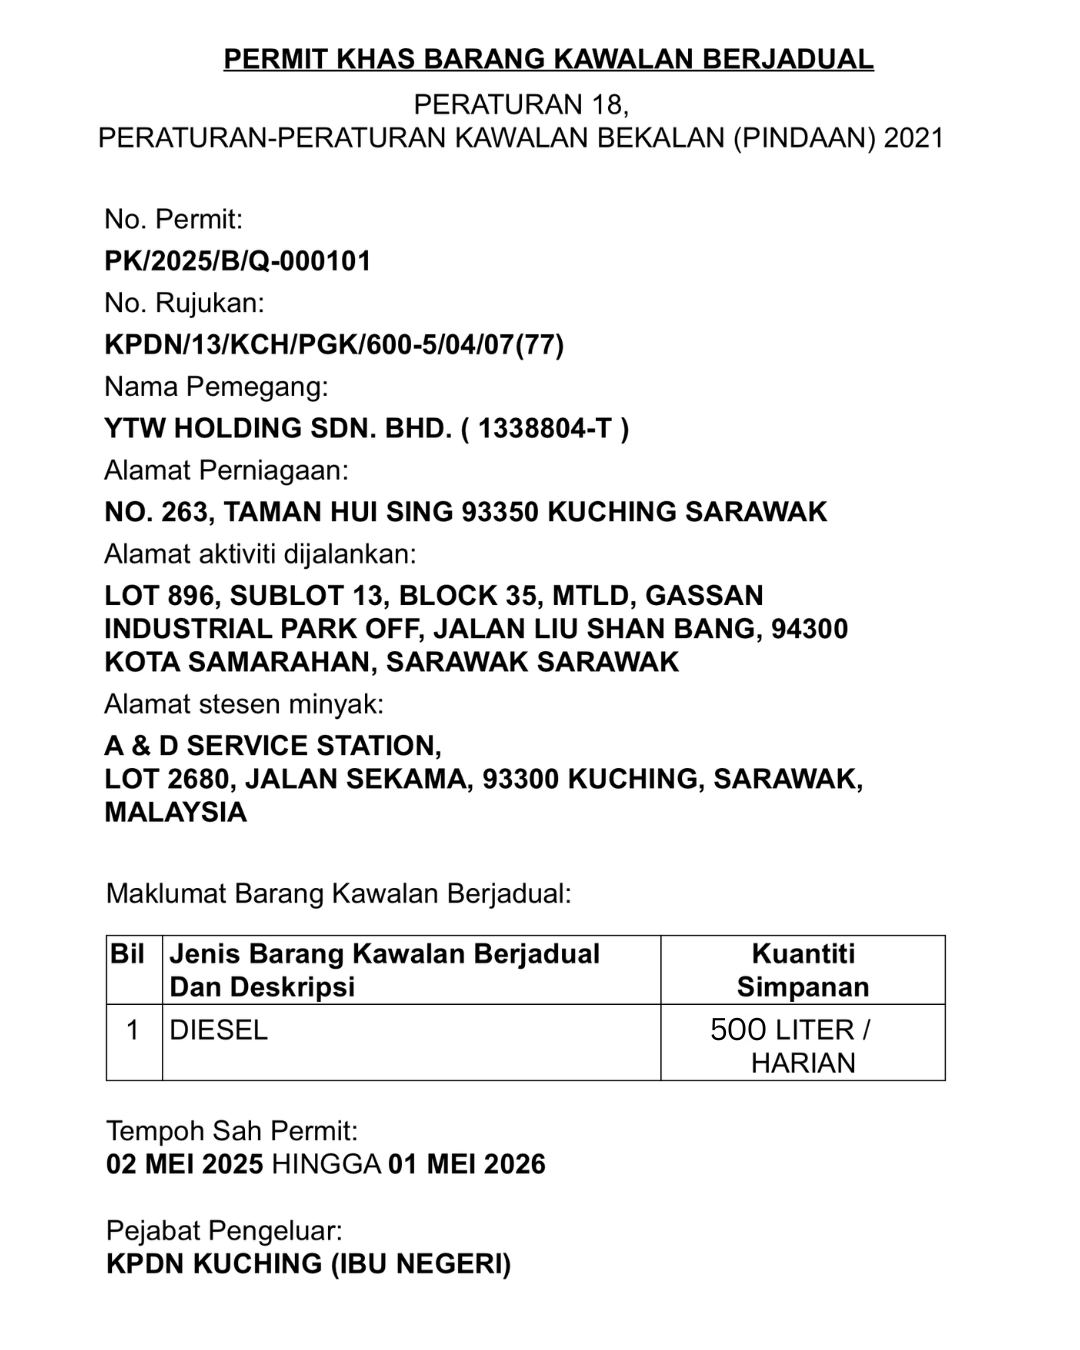 PERMIT KHAS BARANG KAWALAN BERJADUAL
PERATURAN 18,
PERATURAN-PERATURAN KAWALAN BEKALAN (PINDAAN) 2021
No. Permit:
PK/2025/B/Q-000101
No. Rujukan:
KPDN/13/KCH/PGK/600-5/04/07(77)
Nama Pemegang:
YTW HOLDING SDN. BHD. ( 1338804-T )
Alamat Perniagaan:
NO. 263, TAMAN HUI SING 93350 KUCHING SARAWAK
Alamat aktiviti dijalankan:
LOT 896, SUBLOT 13, BLOCK 35, MTLD, GASSAN
INDUSTRIAL PARK OFF, JALAN LIU SHAN BANG, 94300
KOTA SAMARAHAN, SARAWAK SARAWAK
Alamat stesen minyak:
A & D SERVICE STATION,
LOT 2680, JALAN SEKAMA, 93300 KUCHING, SARAWAK,
MALAYSIA
Maklumat Barang Kawalan Berjadual:
Bil Jenis Barang Kawalan Berjadual Kuantiti
Dan Deskripsi Simpanan
1 DIESEL 500 LITER /
HARIAN
Tempoh Sah Permit:
02 MEI 2025 HINGGA 01 MEI 2026
Pejabat Pengeluar:
KPDN KUCHING (IBU NEGERI)